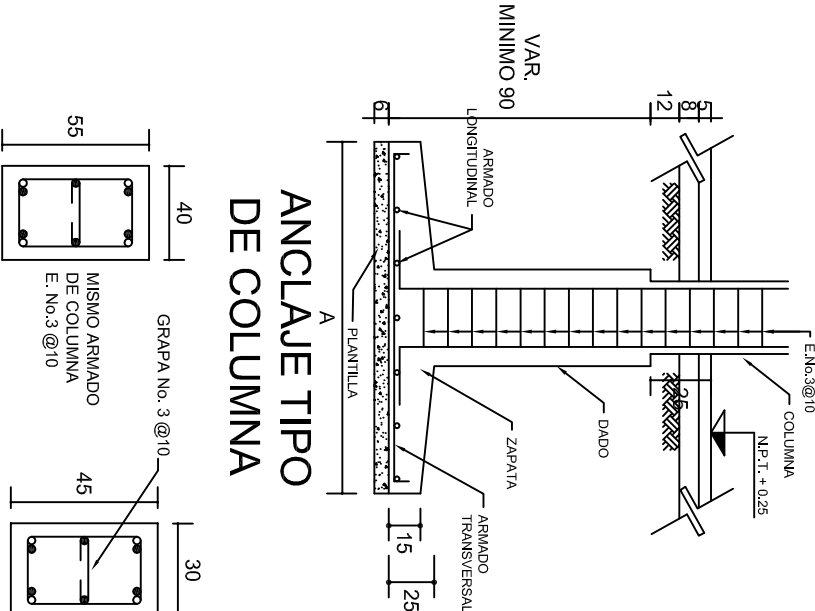 VAR.
MINIMO 90
12
8
5
6
ARMADO
LONGITUDINAL
E.No.3@10
COLUMNA
25
N.P.T. + 0.25
DADO
ZAPATA
ARMADO
TRANSVERSAL
PLANTILLA
A
15
25
ANCLAJE TIPO
DE COLUMNA
55
40
MISMO ARMADO
DE COLUMNA
E. No.3 @10
GRAPA No. 3 @10
45
30